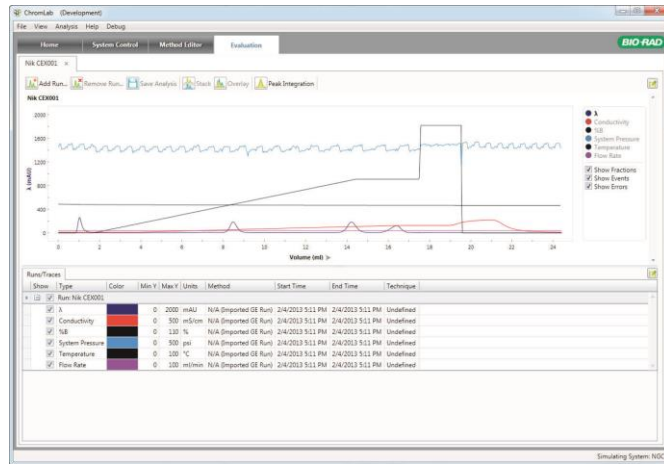 ChromLab (Development)
File View Analysis Help Debug
Home System Control Method Editor Evaluation
BIO-RAD
Nik CEX001 ×
Add Run... Remove Run... Save Analysis Stack Overlay Peak Integration
Nik CEX001
λ (mAU)
2000
1600
1200
800
400
0
0 2 4 6 8 10 12 14 16 18 20 22 24
Volume (ml) >
λ
Conductivity
%B
System Pressure
Temperature
Flow Rate
Show Fractions
Show Events
Show Errors
Runs/Traces
Show Type Color Min Y Max Y Units Method Start Time End Time Technique
Run: Nik CEX001
λ 0 2000 mAU N/A (Imported GE Run) 2/4/2013 5:11 PM 2/4/2013 5:11 PM Undefined
Conductivity 0 500 mS/cm N/A (Imported GE Run) 2/4/2013 5:11 PM 2/4/2013 5:11 PM Undefined
%B 0 110 % N/A (Imported GE Run) 2/4/2013 5:11 PM 2/4/2013 5:11 PM Undefined
System Pressure 0 500 psi N/A (Imported GE Run) 2/4/2013 5:11 PM 2/4/2013 5:11 PM Undefined
Temperature 0 100 °C N/A (Imported GE Run) 2/4/2013 5:11 PM 2/4/2013 5:11 PM Undefined
Flow Rate 0 100 ml/min N/A (Imported GE Run) 2/4/2013 5:11 PM 2/4/2013 5:11 PM Undefined
Simulating System: NGC